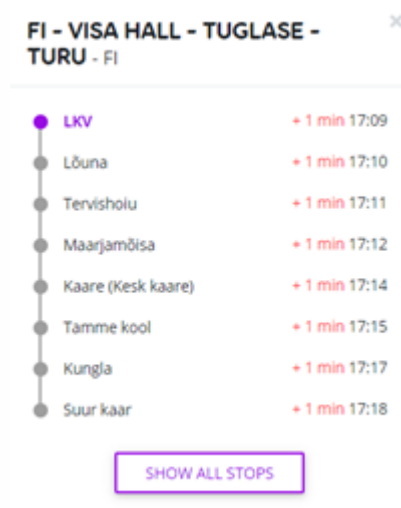 FI - VISA HALL - TUGLASE -
TURU - FI
×
LKV + 1 min 17:09
Lõuna + 1 min 17:10
Tervishoiu + 1 min 17:11
Maarjamõisa + 1 min 17:12
Kaare (Kesk kaare) + 1 min 17:14
Tamme kool + 1 min 17:15
Kungla + 1 min 17:17
Suur kaar + 1 min 17:18
SHOW ALL STOPS